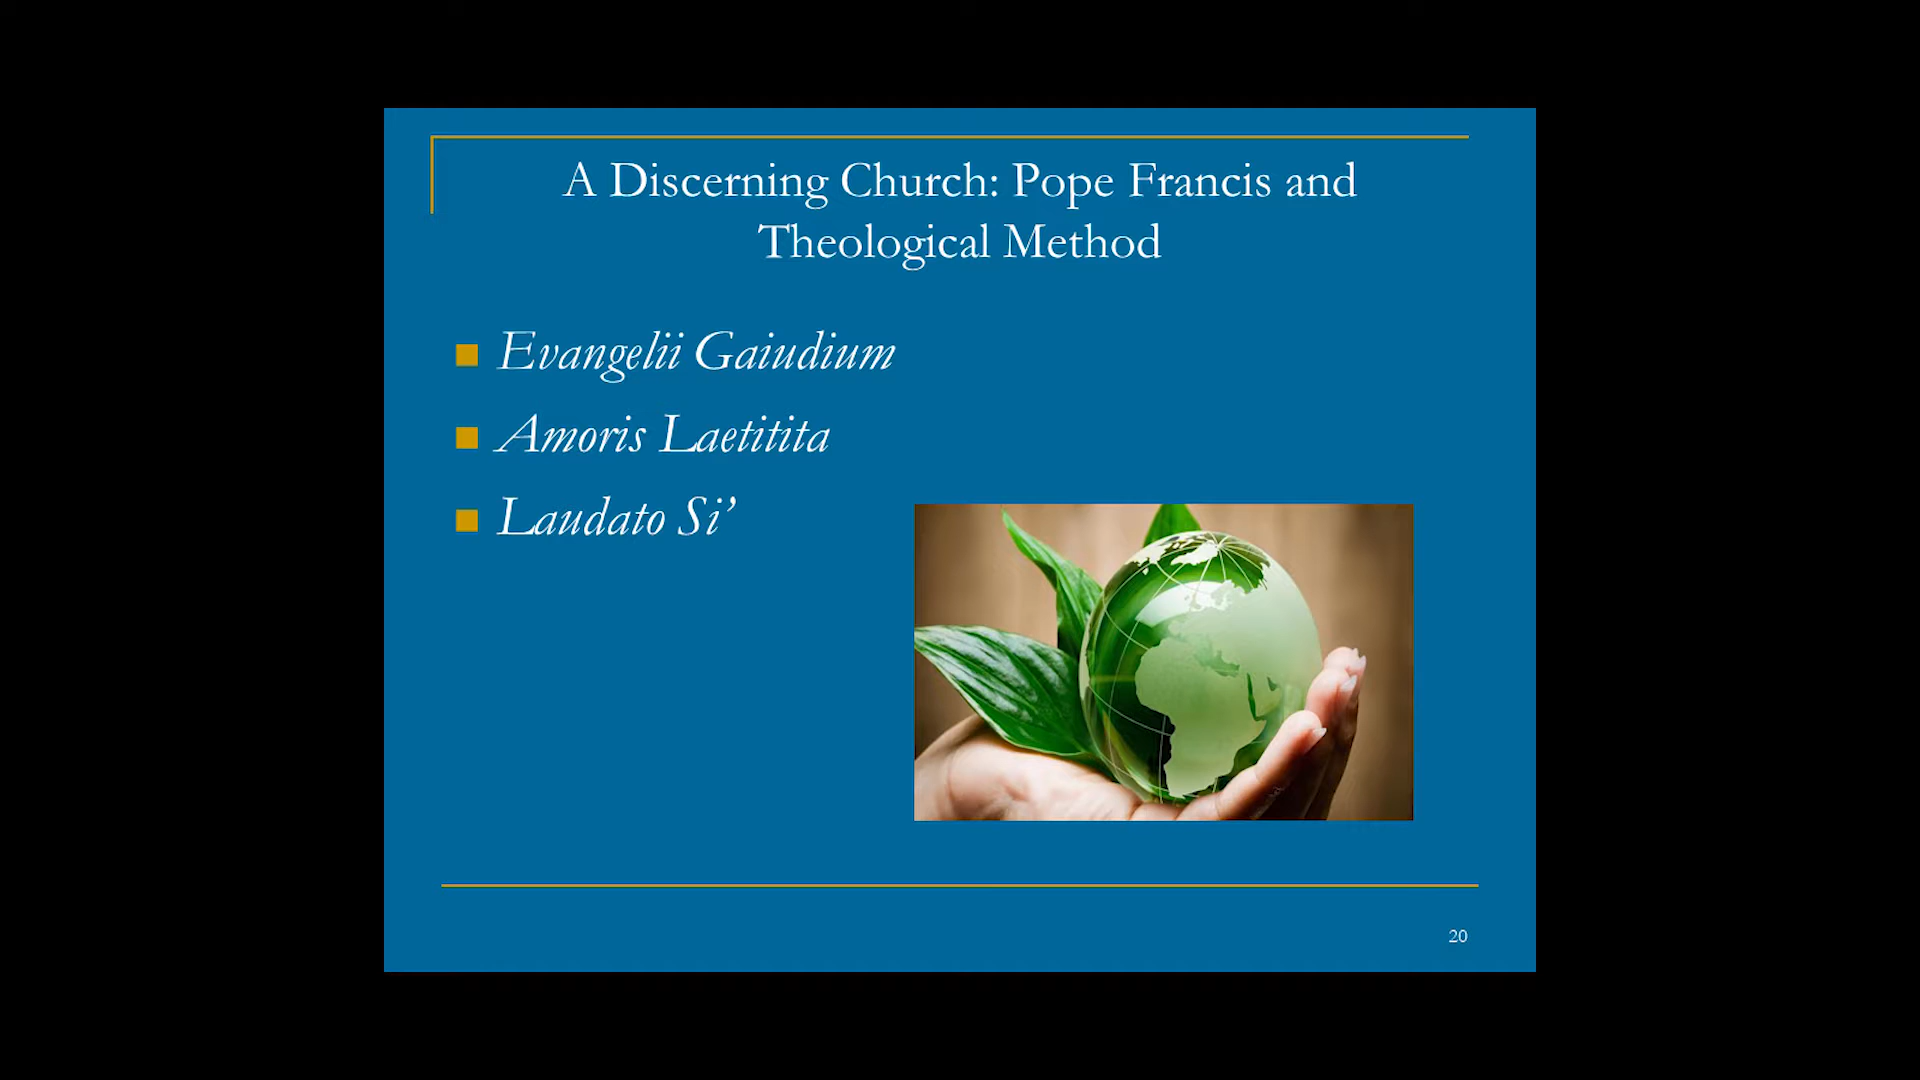 A Discerning Church: Pope Francis and
Theological Method
Evangelii Gaiudium
Amoris Laetitita
Laudato Si’
20